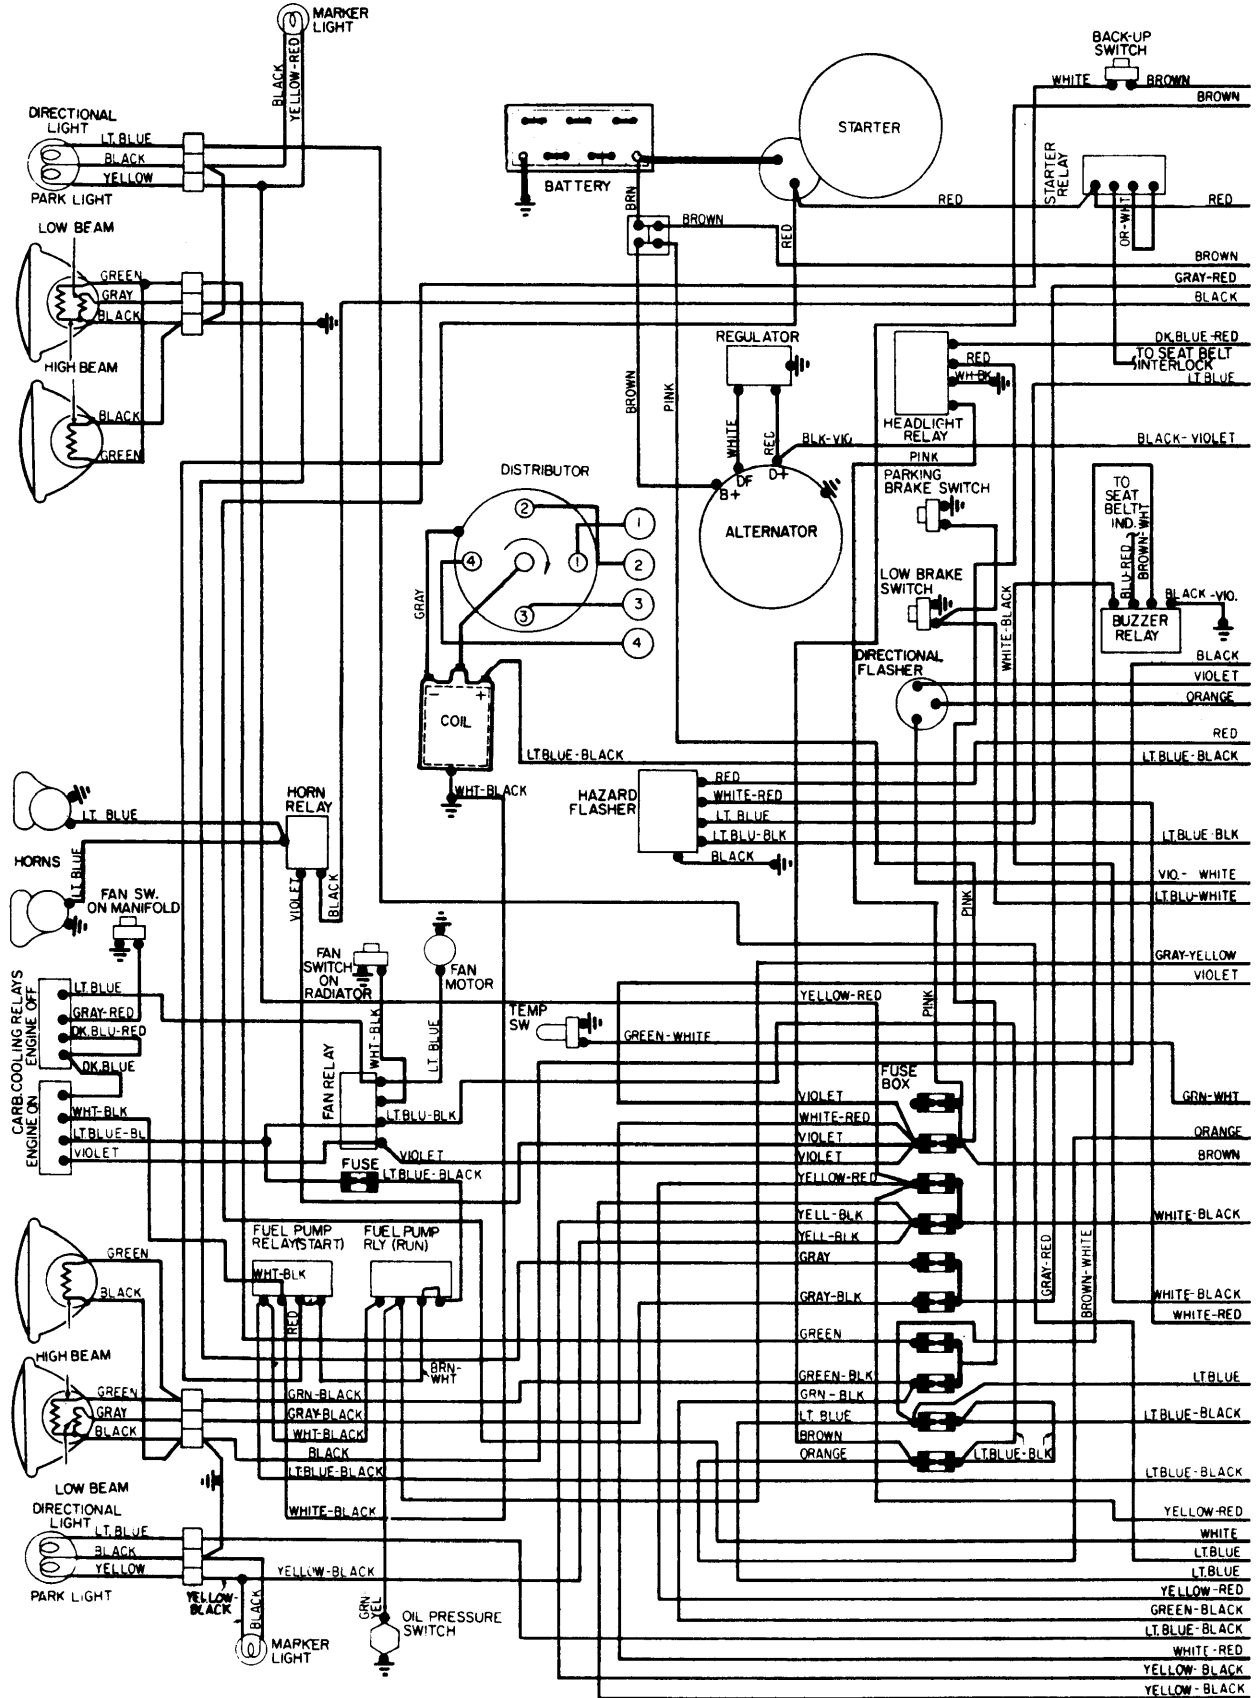 MARKER
LIGHT
BLACK
YELLOW-RED
DIRECTIONAL
LIGHT
LT. BLUE
BLACK
YELLOW
PARK LIGHT
LOW BEAM
GREEN
GRAY
BLACK
HIGH BEAM
BLACK
GREEN
BATTERY
STARTER
BRN
BROWN
RED
BACK-UP
SWITCH
WHITE
BROWN
BROWN
STARTER
RELAY
RED
OR-WHT
RED
BROWN
GRAY-RED
BLACK
REGULATOR
BROWN
PINK
WHITE
RED
DF
D+
B+
ALTERNATOR
BLK-VIO
HEADLIGHT
RELAY
RED
WH-BK
PINK
DK.BLUE-RED
TO SEAT BELT
INTERLOCK
LT.BLUE
BLACK-VIOLET
PARKING
BRAKE SWITCH
LOW BRAKE
SWITCH
WHITE-BLACK
TO
SEAT
BELT
IND.
BLU-RED
BROWN-WHT
BLACK-VIO.
BUZZER
RELAY
DISTRIBUTOR
2
4
1
3
1
2
3
4
GRAY
-
+
COIL
LT.BLUE-BLACK
WHT-BLACK
DIRECTIONAL
FLASHER
BLACK
VIOLET
ORANGE
RED
LT.BLUE-BLACK
HAZARD
FLASHER
RED
WHITE-RED
LT. BLUE
LT.BLU-BLK
BLACK
LT.BLUE-BLK
VIO.- WHITE
LT.BLU-WHITE
PINK
GRAY-YELLOW
VIOLET
HORNS
LT. BLUE
LT. BLUE
HORN
RELAY
VIOLET
BLACK
FAN SW.
ON MANIFOLD
FAN
SWITCH
ON
RADIATOR
FAN
MOTOR
WHT-BLK
LT. BLUE
TEMP
SW
GREEN-WHITE
YELLOW-RED
PINK
CARB.COOLING RELAYS
ENGINE OFF
ENGINE ON
LT.BLUE
GRAY-RED
DK.BLU-RED
DK.BLUE
WHT-BLK
LT.BLUE-BL
VIOLET
FAN RELAY
LT.BLU-BLK
VIOLET
FUSE
LT.BLUE-BLACK
FUSE
BOX
VIOLET
WHITE-RED
VIOLET
VIOLET
YELLOW-RED
YELL-BLK
YELL-BLK
GRAY
GRAY-BLK
GREEN
GREEN-BLK
GRN-BLK
LT. BLUE
BROWN
ORANGE
LT.BLUE-BLK
GRAY-RED
BROWN-WHITE
GRN-WHT
ORANGE
BROWN
WHITE-BLACK
WHITE-BLACK
WHITE-RED
LT.BLUE
LT.BLUE-BLACK
LT.BLUE-BLACK
YELLOW-RED
WHITE
LT.BLUE
LT.BLUE
YELLOW-RED
GREEN-BLACK
LT.BLUE-BLACK
WHITE-RED
YELLOW-BLACK
YELLOW-BLACK
FUEL PUMP
RELAY(START)
FUEL PUMP
RLY (RUN)
WHT-BLK
RED
BRN-
WHT
GREEN
BLACK
HIGH BEAM
GREEN
GRAY
BLACK
LOW BEAM
GRN-BLACK
GRAY-BLACK
WHT-BLACK
BLACK
LT.BLUE-BLACK
WHITE-BLACK
DIRECTIONAL
LIGHT
LT. BLUE
BLACK
YELLOW
PARK LIGHT
YELLOW-
BLACK
BLACK
YELLOW-BLACK
MARKER
LIGHT
GRN
YEL
OIL PRESSURE
SWITCH